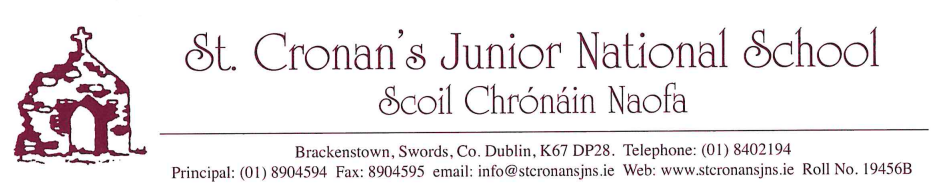 St. Cronan's Junior National School
Scoil Chrónáin Naofa
Brackenstown, Swords, Co. Dublin, K67 DP28. Telephone: (01) 8402194
Principal: (01) 8904594 Fax: 8904595 email: info@stcronansjns.ie Web: www.stcronansjns.ie Roll No. 19456B